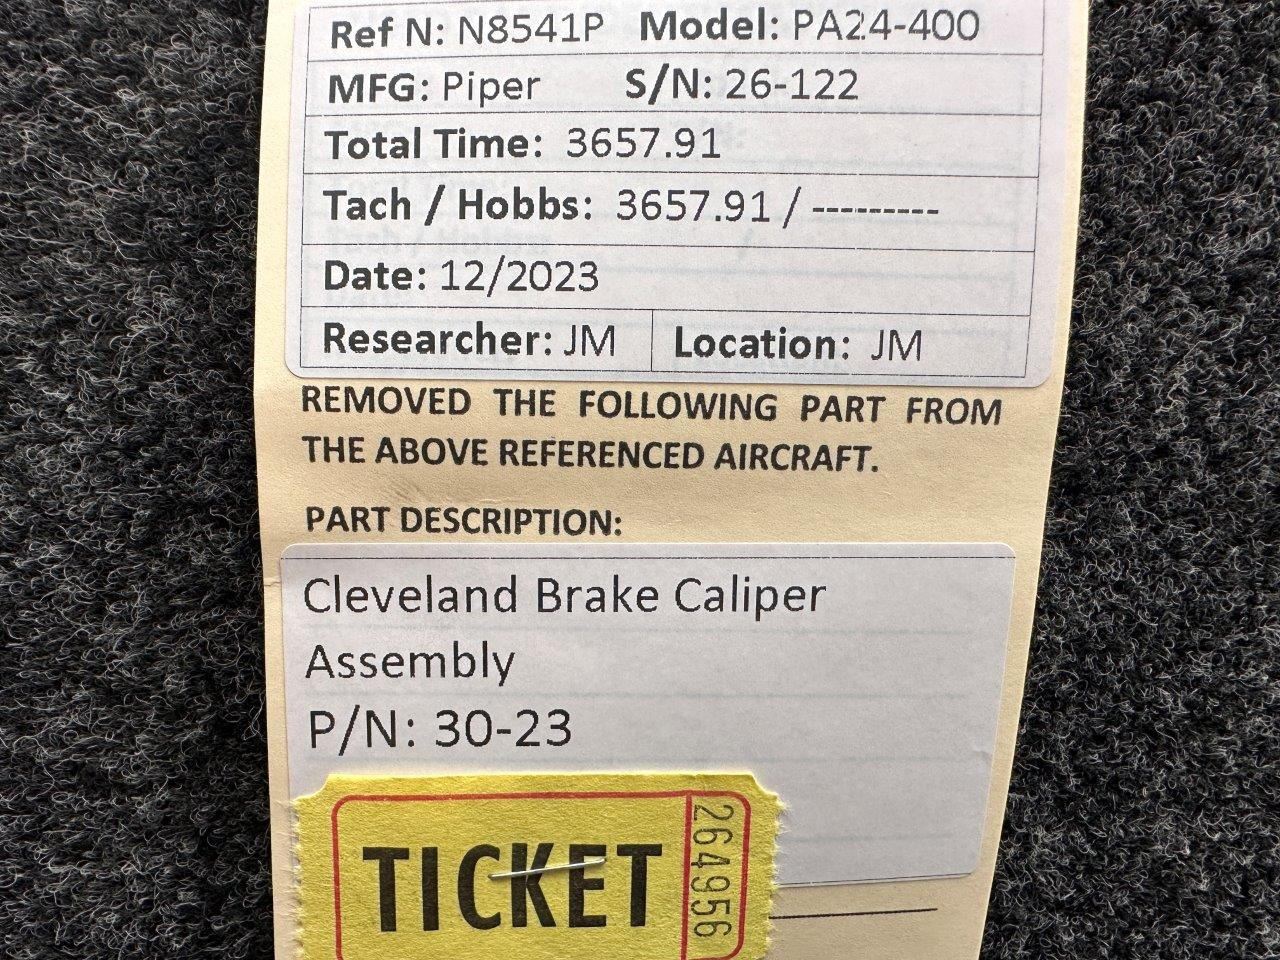 Ref N: N8541P Model: PA24-400
MFG: Piper S/N: 26-122
Total Time: 3657.91
Tach / Hobbs: 3657.91 / ---------
Date: 12/2023
Researcher: JM Location: JM
REMOVED THE FOLLOWING PART FROM
THE ABOVE REFERENCED AIRCRAFT.
PART DESCRIPTION:
Cleveland Brake Caliper
Assembly
P/N: 30-23
TICKET
264956